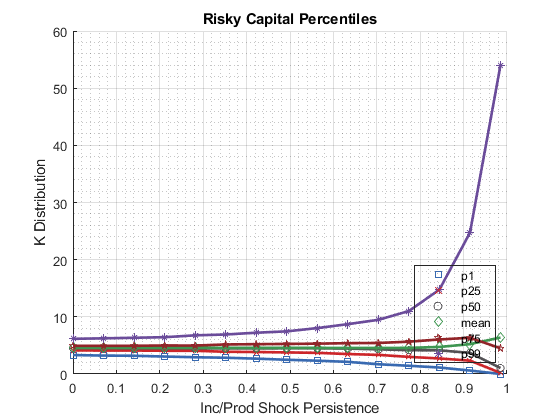 Risky Capital Percentiles
60
50
40
30
20
10
0
K Distribution
p1
p25
p50
mean
p75
p99
0 0.1 0.2 0.3 0.4 0.5 0.6 0.7 0.8 0.9 1
Inc/Prod Shock Persistence